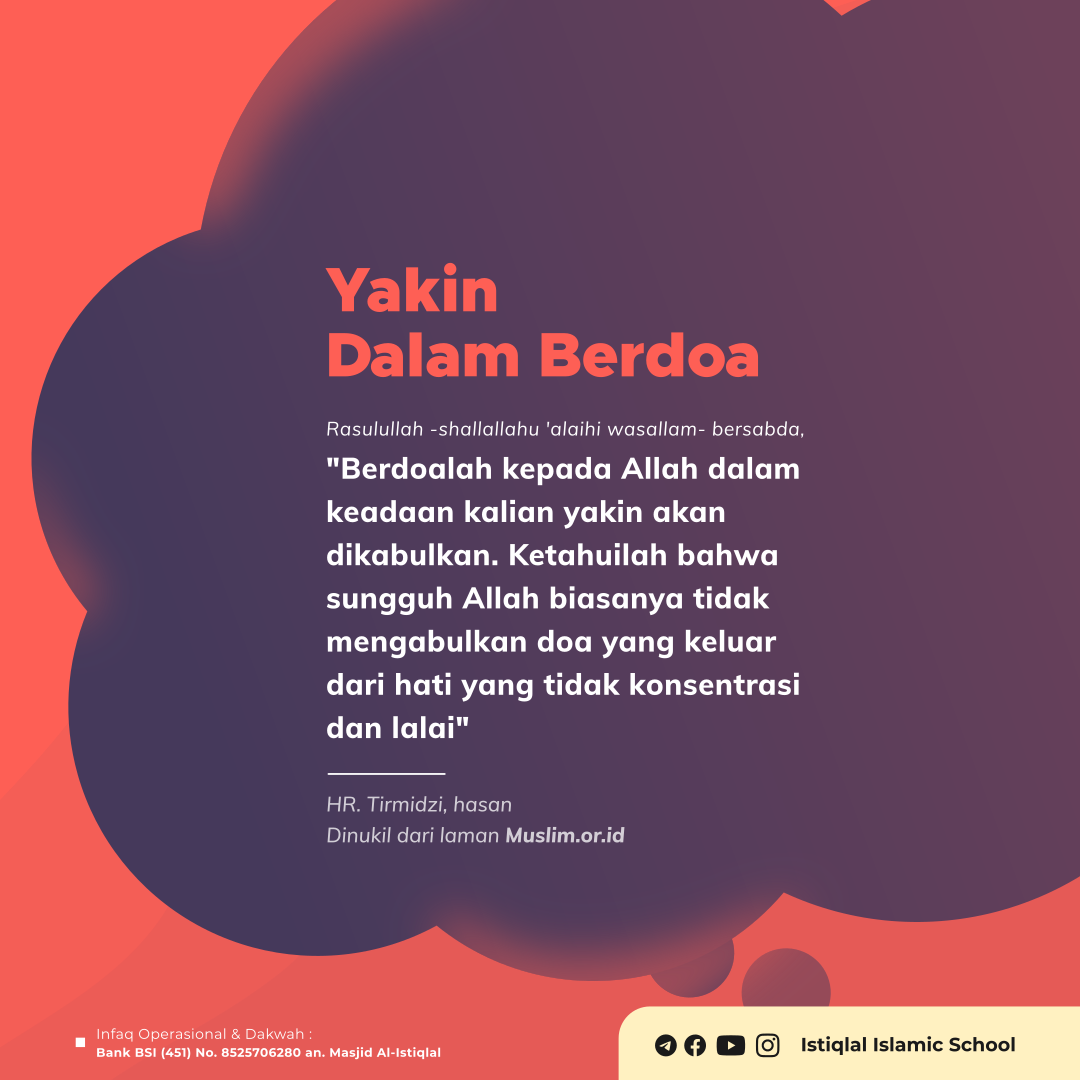 Yakin
Dalam Berdoa
Rasulullah -shallallahu 'alaihi wasallam- bersabda,
"Berdoalah kepada Allah dalam
keadaan kalian yakin akan
dikabulkan. Ketahuilah bahwa
sungguh Allah biasanya tidak
mengabulkan doa yang keluar
dari hati yang tidak konsentrasi
dan lalai"
HR. Tirmidzi, hasan
Dinukil dari laman Muslim.or.id
Infaq Operasional & Dakwah :
Bank BSI (451) No. 8525706280 an. Masjid Al-Istiqlal
Istiqlal Islamic School